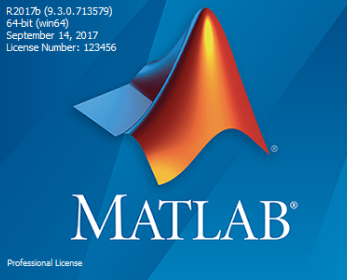 R2017b (9.3.0.713579)
64-bit (win64)
September 14, 2017
License Number: 123456
®
MATLAB®
Professional License